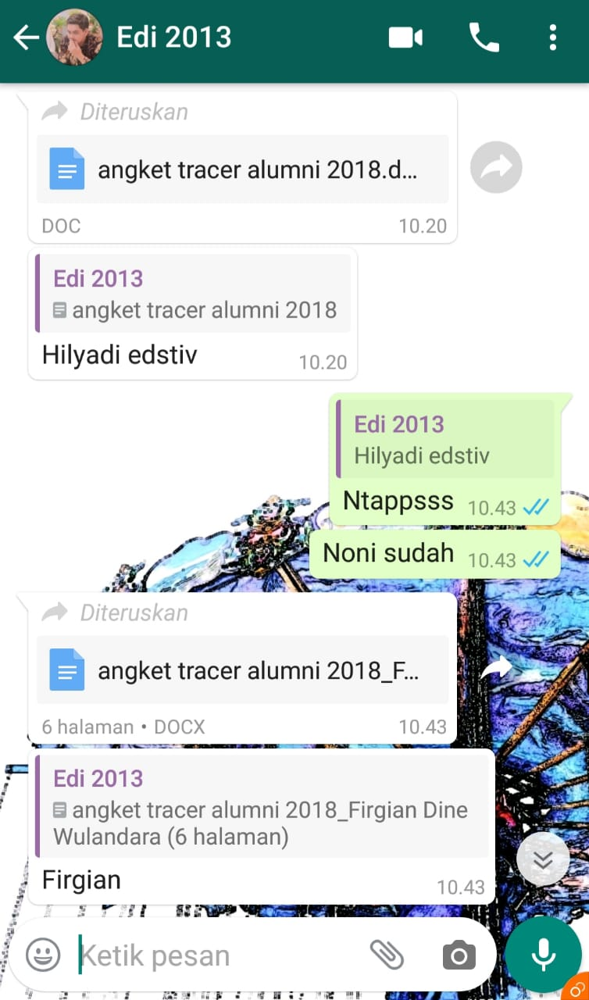 Edi 2013
Diteruskan
angket tracer alumni 2018.d...
DOC 10.20
Edi 2013
angket tracer alumni 2018
Hilyadi edstiv 10.20
Edi 2013
Hilyadi edstiv
Ntappsss 10.43
Noni sudah 10.43
Diteruskan
angket tracer alumni 2018_F...
6 halaman • DOCX 10.43
Edi 2013
angket tracer alumni 2018_Firgian Dine
Wulandara (6 halaman)
Firgian 10.43
Ketik pesan